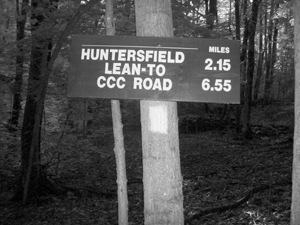 MILES
HUNTERSFIELD 2.15
LEAN-TO
CCC ROAD 6.55